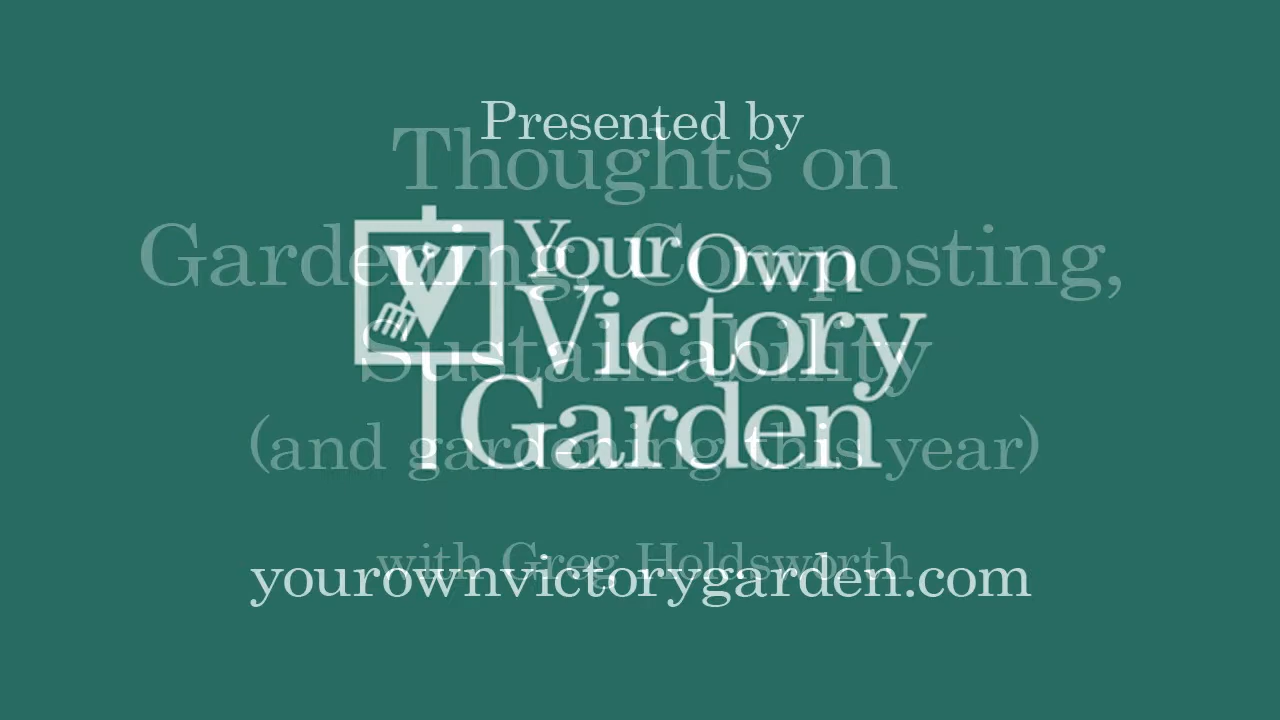 Presented by
Your Own
Victory
Garden
yourownvictorygarden.com
Thoughts on
Gardening, Composting,
Sustainability
(and gardening this year)
with Greg Holdsworth